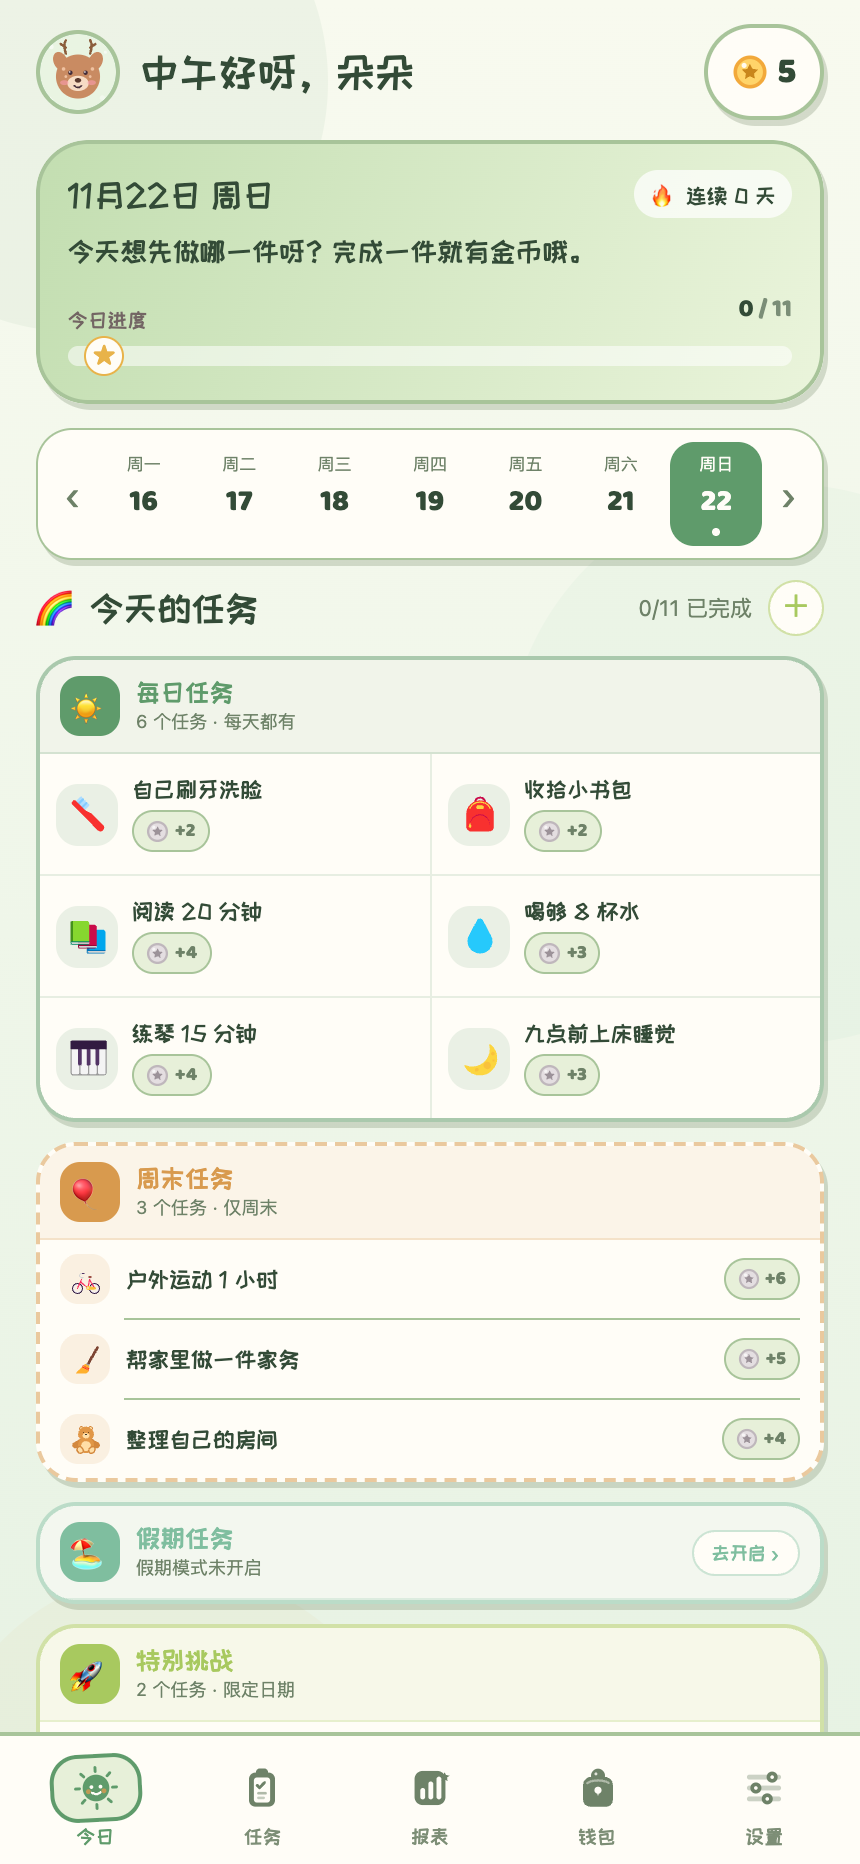 中午好呀，朵朵
5
11月22日 周日
连续 0 天
今天想先做哪一件呀？完成一件就有金币哦。
今日进度
0 / 11
‹ 周一 周二 周三 周四 周五 周六 周日 ›
16 17 18 19 20 21 22
今天的任务
0/11 已完成 +
每日任务
6 个任务 · 每天都有
自己刷牙洗脸
+2
收拾小书包
+2
阅读 20 分钟
+4
喝够 8 杯水
+3
练琴 15 分钟
+4
九点前上床睡觉
+3
周末任务
3 个任务 · 仅周末
户外运动 1 小时
+6
帮家里做一件家务
+5
整理自己的房间
+4
假期任务
假期模式未开启
去开启 ›
特别挑战
2 个任务 · 限定日期
今日 任务 报表 钱包 设置